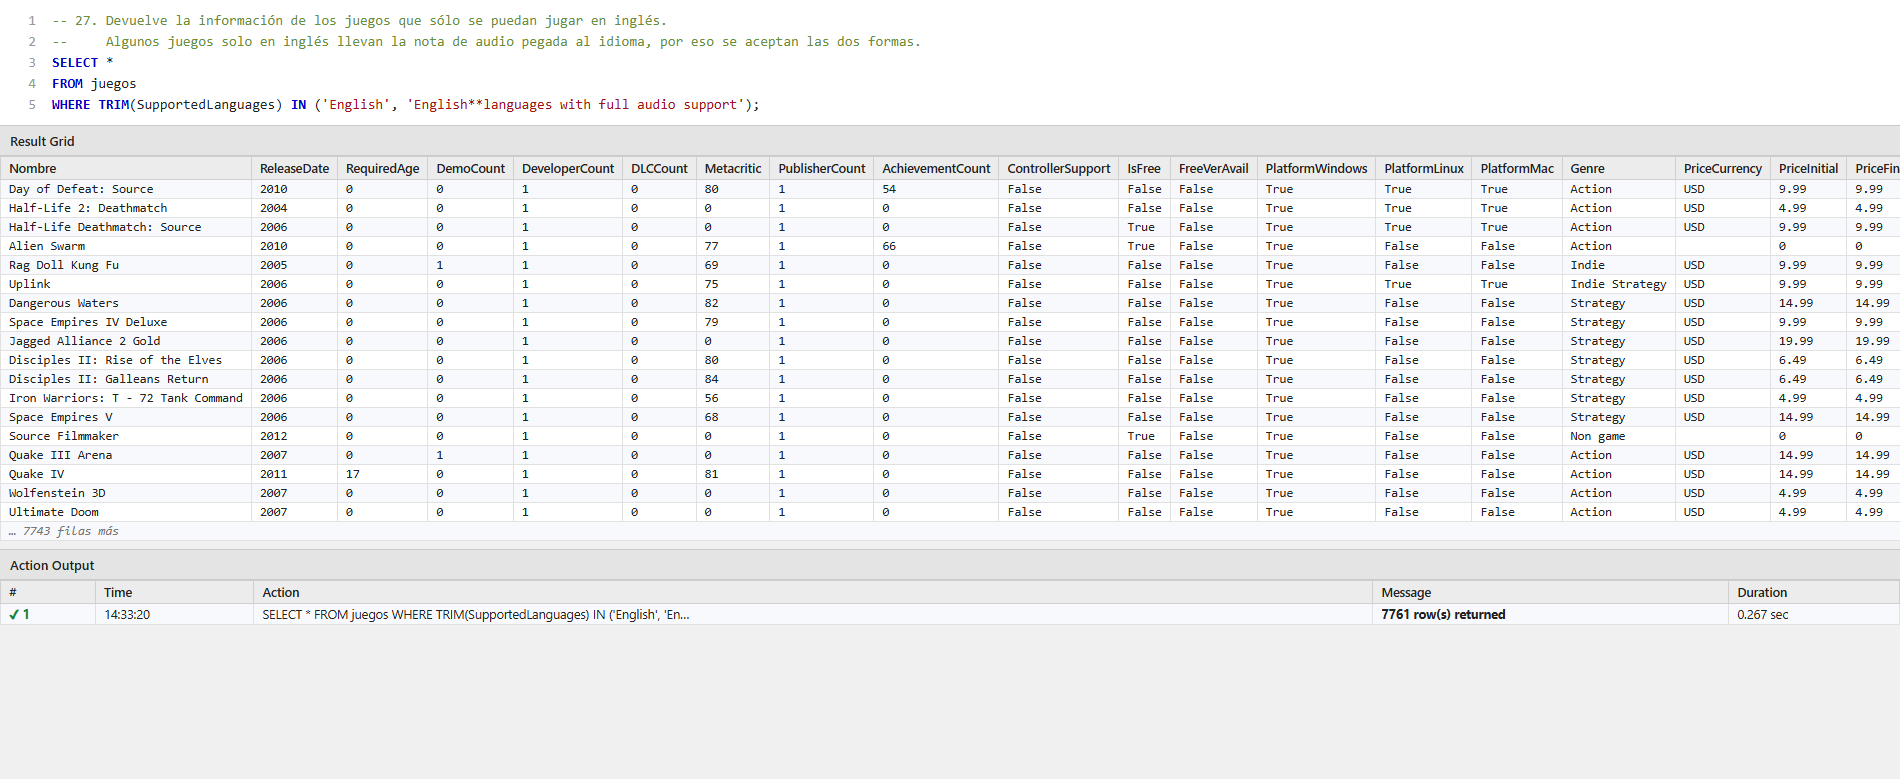 1 -- 27. Devuelve la información de los juegos que sólo se puedan jugar en inglés.
2 --     Algunos juegos solo en inglés llevan la nota de audio pegada al idioma, por eso se aceptan las dos formas.
3 SELECT *
4 FROM juegos
5 WHERE TRIM(SupportedLanguages) IN ('English', 'English**languages with full audio support');
Result Grid
Nombre ReleaseDate RequiredAge DemoCount DeveloperCount DLCCount Metacritic PublisherCount AchievementCount ControllerSupport IsFree FreeVerAvail PlatformWindows PlatformLinux PlatformMac Genre PriceCurrency PriceInitial PriceFin
Day of Defeat: Source 2010 0 0 1 0 80 1 54 False False False True True True Action USD 9.99 9.99
Half-Life 2: Deathmatch 2004 0 0 1 0 0 1 0 False False False True True True Action USD 4.99 4.99
Half-Life Deathmatch: Source 2006 0 0 1 0 0 1 0 False True False True True True Action USD 9.99 9.99
Alien Swarm 2010 0 0 1 0 77 1 66 False True False True False False Action 0 0
Rag Doll Kung Fu 2005 0 1 1 0 69 1 0 False False False True False False Indie USD 9.99 9.99
Uplink 2006 0 0 1 0 75 1 0 False False False True True True Indie Strategy USD 9.99 9.99
Dangerous Waters 2006 0 0 1 0 82 1 0 False False False True False False Strategy USD 14.99 14.99
Space Empires IV Deluxe 2006 0 0 1 0 79 1 0 False False False True False False Strategy USD 9.99 9.99
Jagged Alliance 2 Gold 2006 0 0 1 0 0 1 0 False False False True False False Strategy USD 19.99 19.99
Disciples II: Rise of the Elves 2006 0 0 1 0 80 1 0 False False False True False False Strategy USD 6.49 6.49
Disciples II: Galleans Return 2006 0 0 1 0 84 1 0 False False False True False False Strategy USD 6.49 6.49
Iron Warriors: T - 72 Tank Command 2006 0 0 1 0 56 1 0 False False False True False False Strategy USD 4.99 4.99
Space Empires V 2006 0 0 1 0 68 1 0 False False False True False False Strategy USD 14.99 14.99
Source Filmmaker 2012 0 0 1 0 0 1 0 False True False True False False Non game 0 0
Quake III Arena 2007 0 1 1 0 0 1 0 False False False True False False Action USD 14.99 14.99
Quake IV 2011 17 0 1 0 81 1 0 False False False True False False Action USD 14.99 14.99
Wolfenstein 3D 2007 0 0 1 0 0 1 0 False False False True False False Action USD 4.99 4.99
Ultimate Doom 2007 0 0 1 0 0 1 0 False False False True False False Action USD 4.99 4.99
… 7743 filas más
Action Output
# Time Action Message Duration
✓ 1 14:33:20 SELECT * FROM juegos WHERE TRIM(SupportedLanguages) IN ('English', 'En... 7761 row(s) returned 0.267 sec